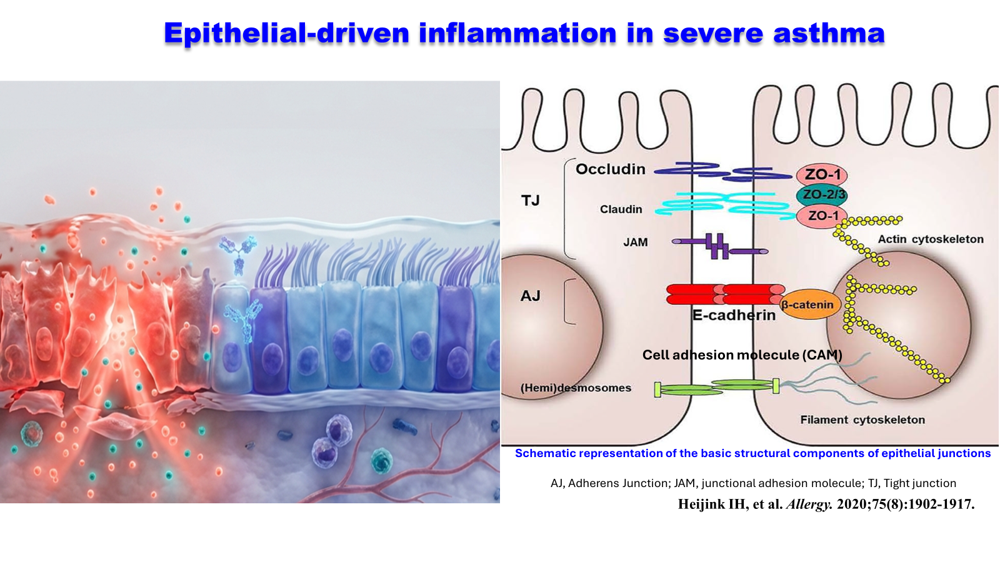 Epithelial-driven inflammation in severe asthma
Occludin
ZO-1
ZO-2/3
TJ
Claudin
ZO-1
JAM
Actin cytoskeleton
AJ
β-catenin
E-cadherin
Cell adhesion molecule (CAM)
(Hemi)desmosomes
Filament cytoskeleton
Schematic representation of the basic structural components of epithelial junctions
AJ, Adherens Junction; JAM, junctional adhesion molecule; TJ, Tight junction
Heijink IH, et al. Allergy. 2020;75(8):1902-1917.